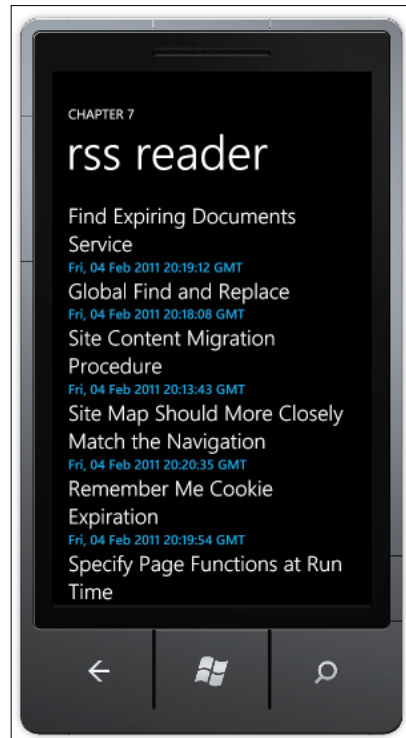 CHAPTER 7
rss reader
Find Expiring Documents
Service
Fri, 04 Feb 2011 20:19:12 GMT
Global Find and Replace
Fri, 04 Feb 2011 20:18:08 GMT
Site Content Migration
Procedure
Fri, 04 Feb 2011 20:13:43 GMT
Site Map Should More Closely
Match the Navigation
Fri, 04 Feb 2011 20:20:35 GMT
Remember Me Cookie
Expiration
Fri, 04 Feb 2011 20:19:54 GMT
Specify Page Functions at Run
Time